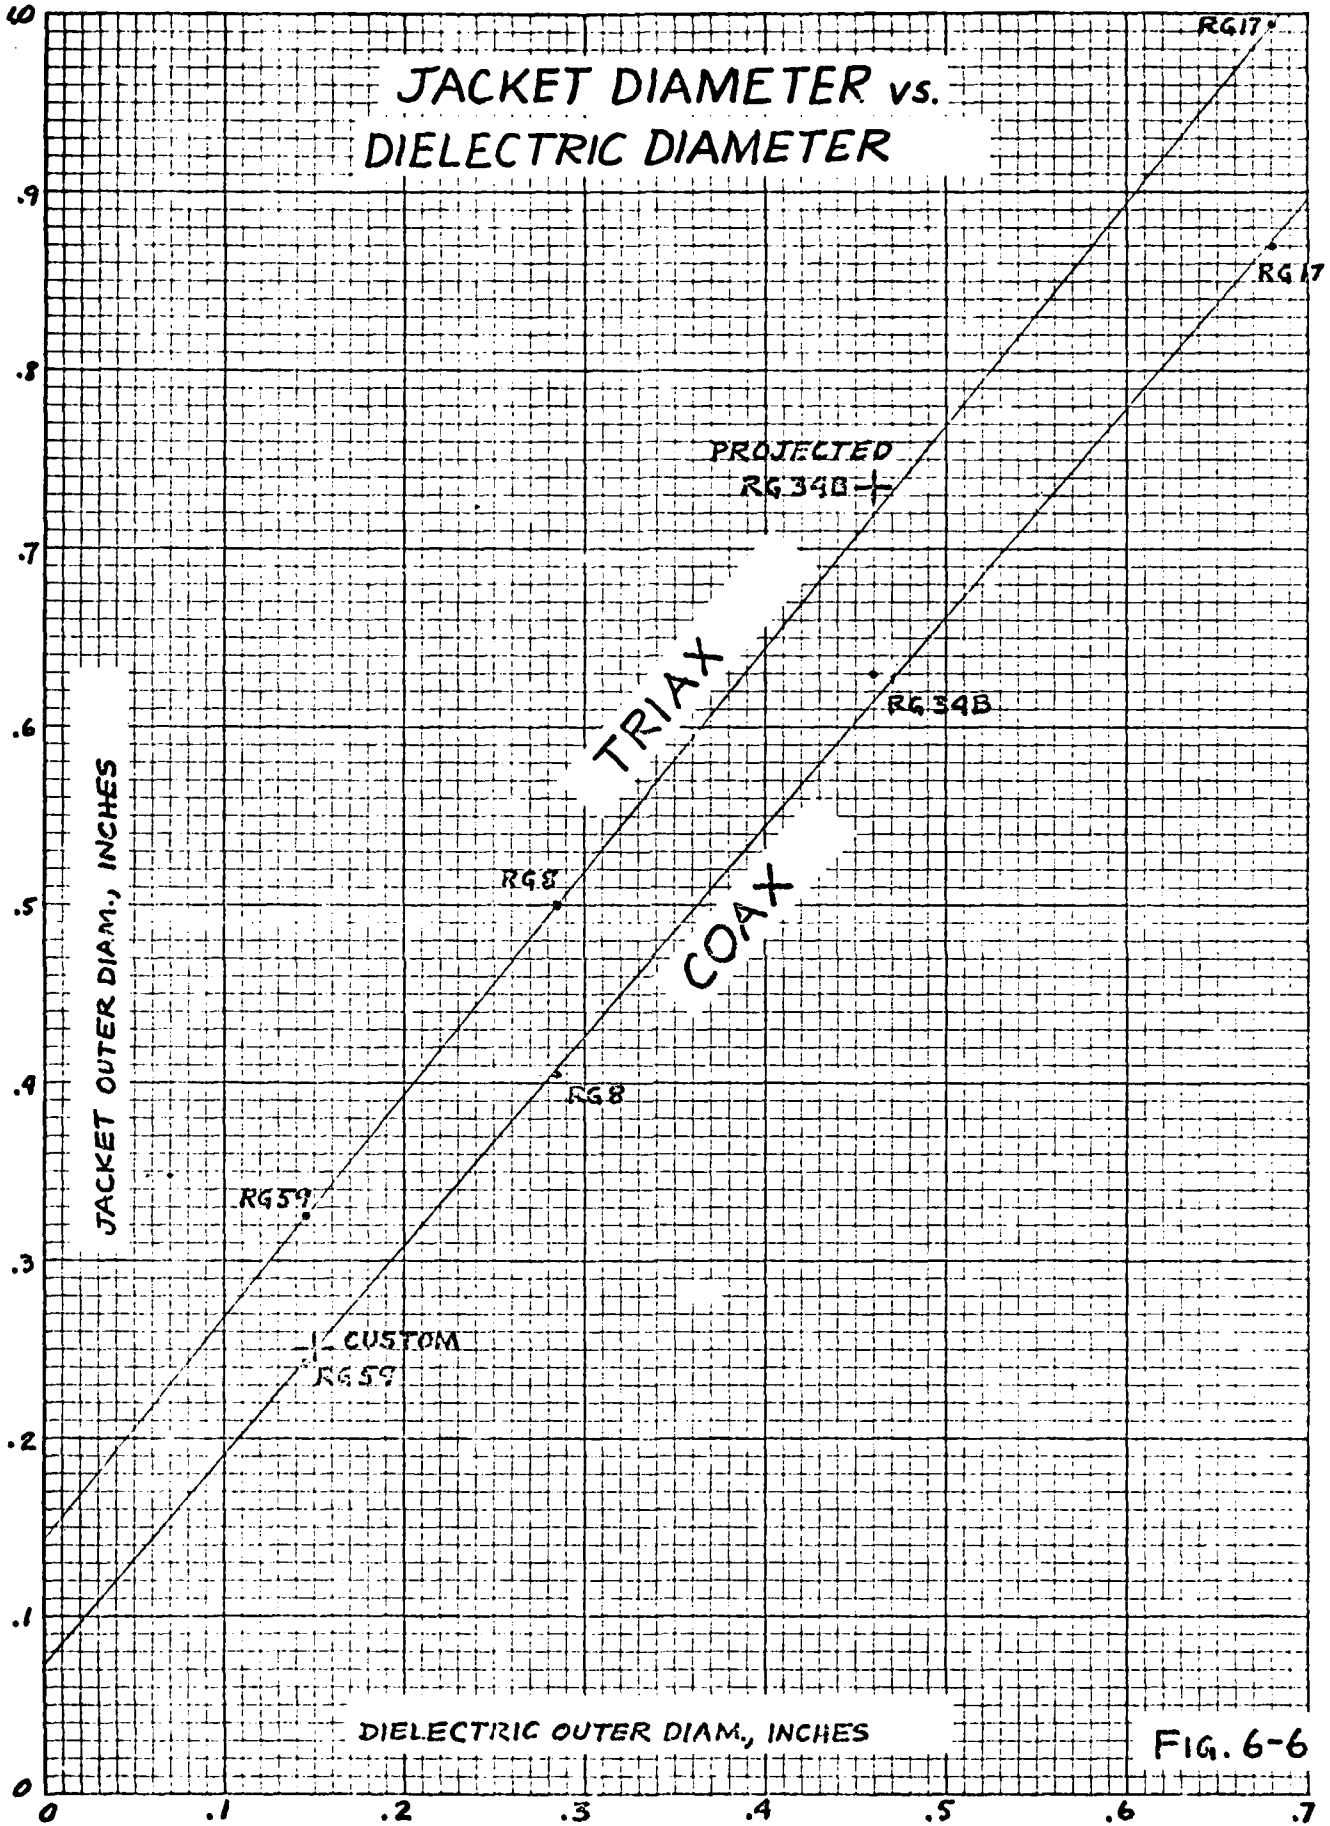 1.0
RG17
JACKET DIAMETER vs.
DIELECTRIC DIAMETER
.9
RG17
.8
PROJECTED
RG34B
.7
TRIAX
RG34B
.6
JACKET OUTER DIAM., INCHES
RG8
.5
COAX
.4
RG8
RG59
.3
CUSTOM
RG59
.2
.1
DIELECTRIC OUTER DIAM., INCHES
FIG. 6-6
0
0 .1 .2 .3 .4 .5 .6 .7